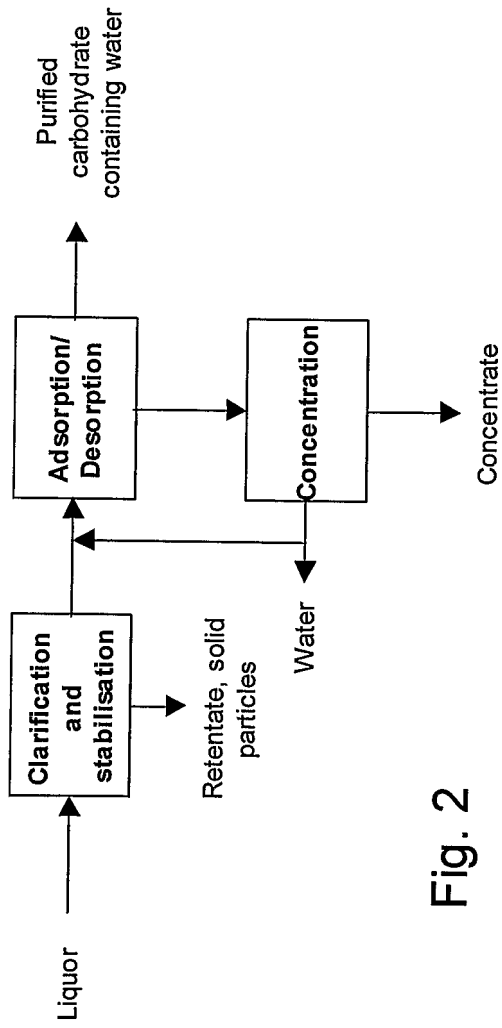 Liquor
Clarification
and
stabilisation
Retentate, solid
particles
Adsorption/
Desorption
Purified
carbohydrate
containing water
Water
Concentration
Concentrate
Fig. 2